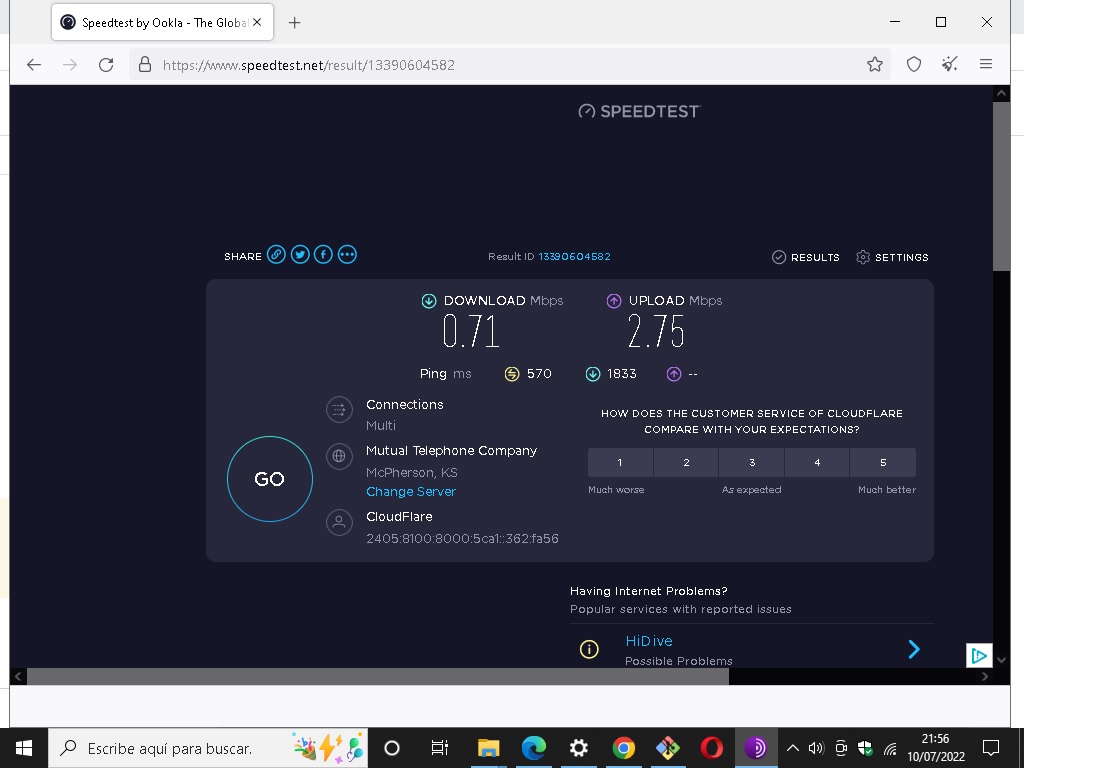 Speedtest by Ookla - The Global
https://www.speedtest.net/result/13390604582
SPEEDTEST
SHARE
Result ID 13390604582
RESULTS
SETTINGS
DOWNLOAD Mbps
0.71
UPLOAD Mbps
2.75
Ping ms
570
1833
--
Connections
Multi
Mutual Telephone Company
McPherson, KS
Change Server
CloudFlare
2405:8100:8000:5ca1::362:fa56
GO
HOW DOES THE CUSTOMER SERVICE OF CLOUDFLARE
COMPARE WITH YOUR EXPECTATIONS?
1 2 3 4 5
Much worse As expected Much better
Having Internet Problems?
Popular services with reported issues
HiDive
Possible Problems
Escribe aquí para buscar.
21:56
10/07/2022